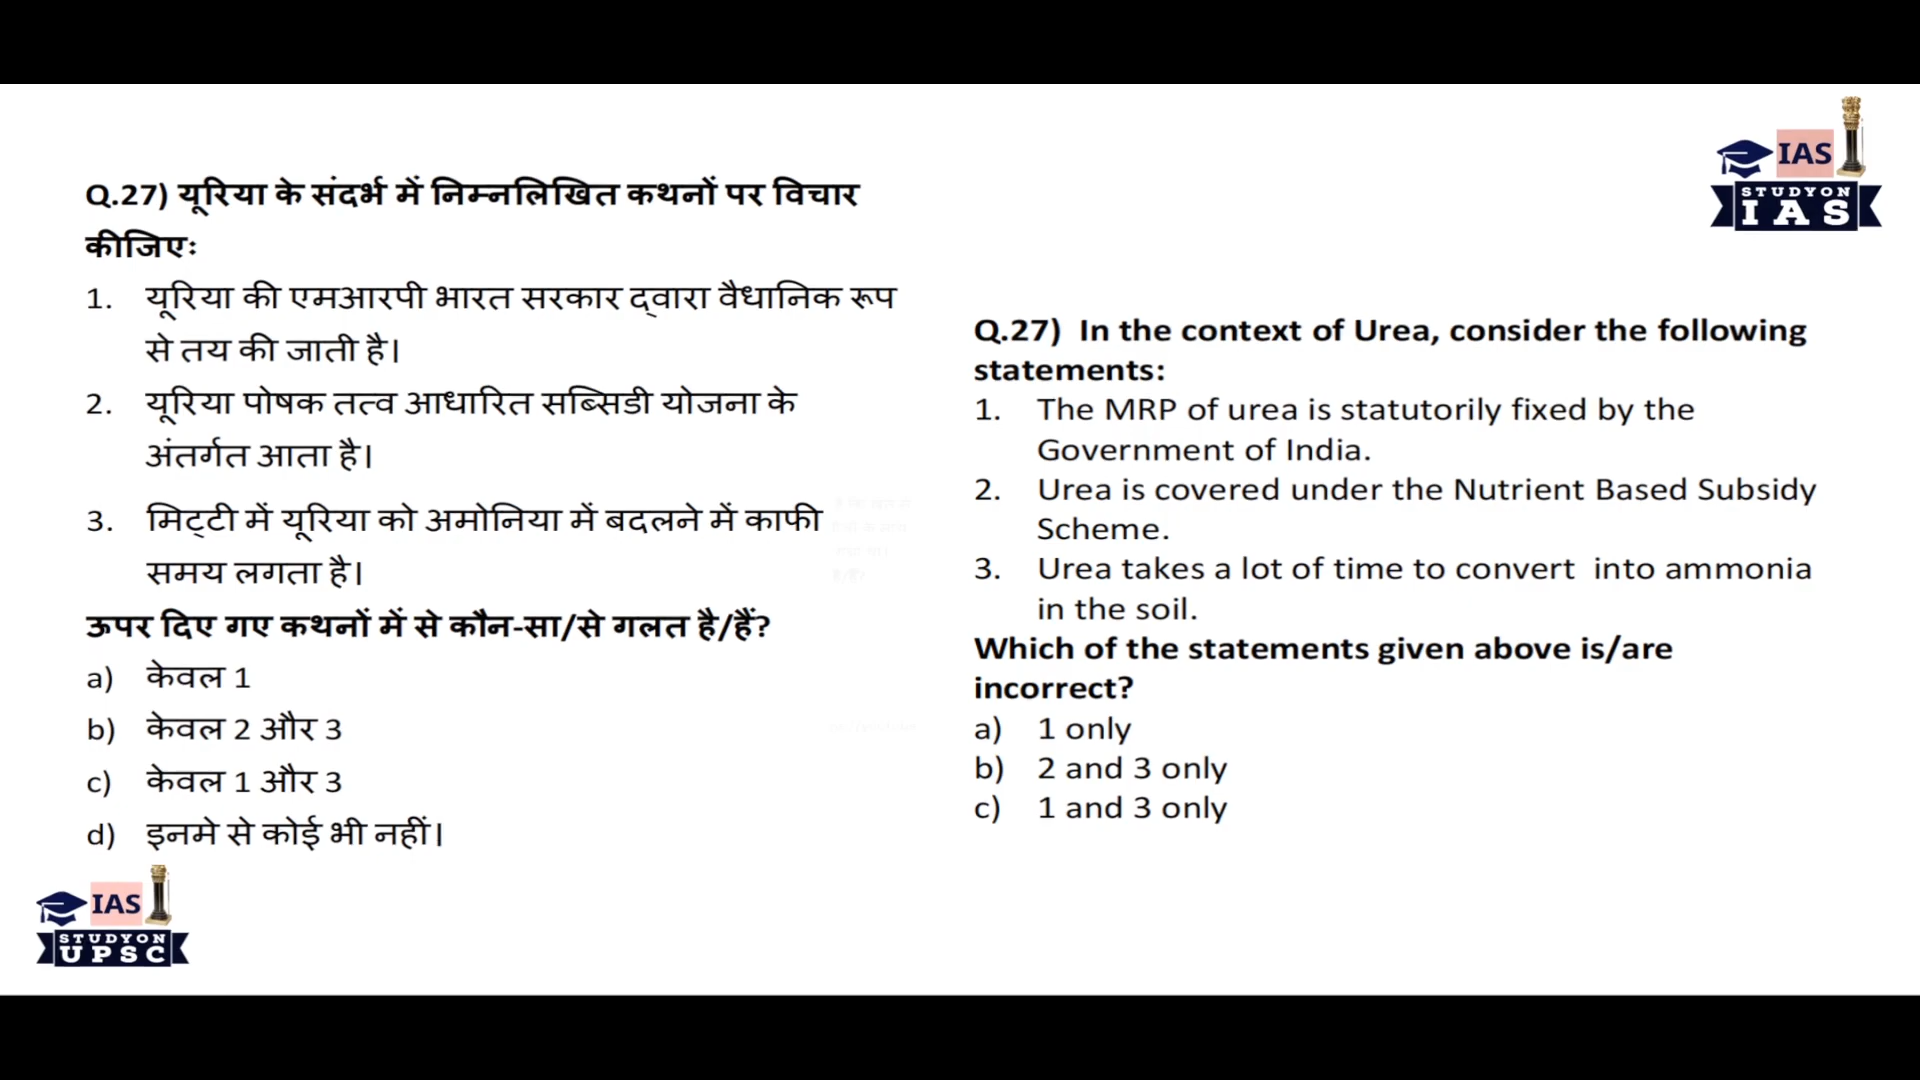 IAS
STUDYON
IAS
Q.27) यूरिया के संदर्भ में निम्नलिखित कथनों पर विचार
कीजिएः
1. यूरिया की एमआरपी भारत सरकार द्वारा वैधानिक रूप
से तय की जाती है।
2. यूरिया पोषक तत्व आधारित सब्सिडी योजना के
अंतर्गत आता है।
3. मिट्टी में यूरिया को अमोनिया में बदलने में काफी
समय लगता है।
ऊपर दिए गए कथनों में से कौन-सा/से गलत है/हैं?
a) केवल 1
b) केवल 2 और 3
c) केवल 1 और 3
d) इनमे से कोई भी नहीं।
Q.27) In the context of Urea, consider the following
statements:
1. The MRP of urea is statutorily fixed by the
Government of India.
2. Urea is covered under the Nutrient Based Subsidy
Scheme.
3. Urea takes a lot of time to convert into ammonia
in the soil.
Which of the statements given above is/are
incorrect?
a) 1 only
b) 2 and 3 only
c) 1 and 3 only
IAS
STUDYON
UPSC